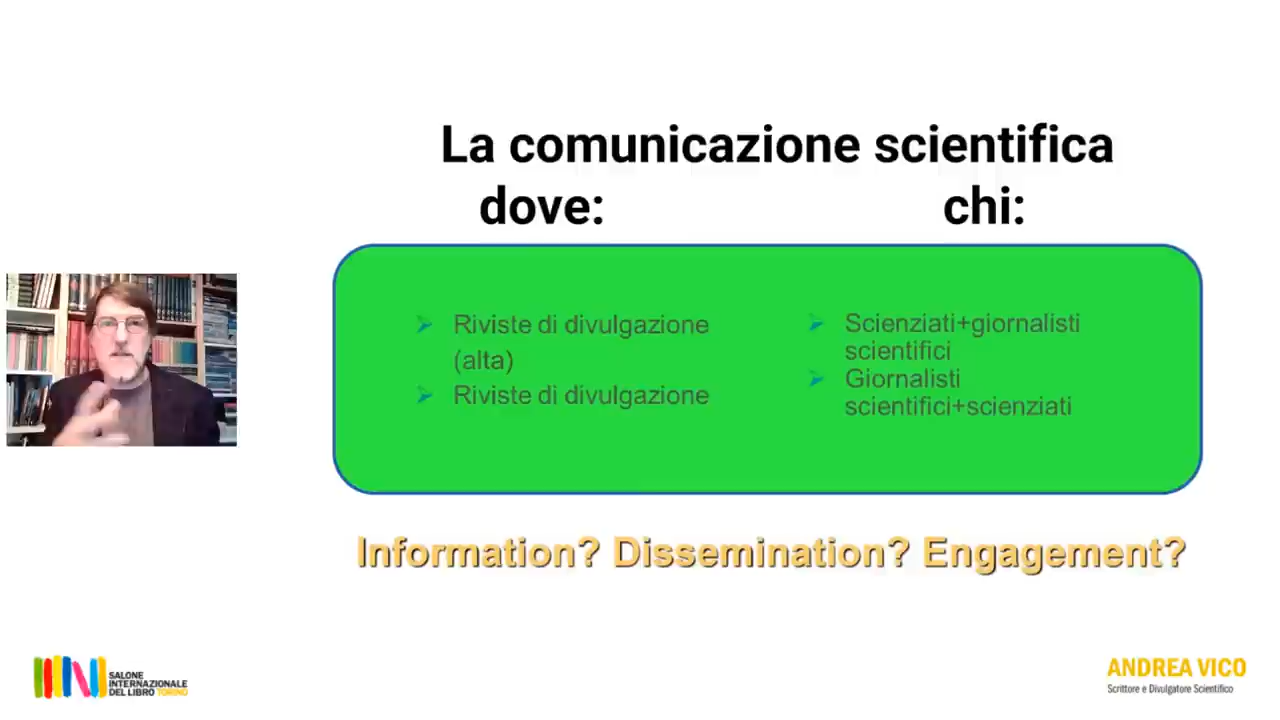 La comunicazione scientifica
dove:
chi:
Riviste di divulgazione
(alta)
Riviste di divulgazione
Scienziati+giornalisti
scientifici
Giornalisti
scientifici+scienziati
Information? Dissemination? Engagement?
SALONE
INTERNAZIONALE
DEL LIBRO TORINO
ANDREA VICO
Scrittore e Divulgatore Scientifico